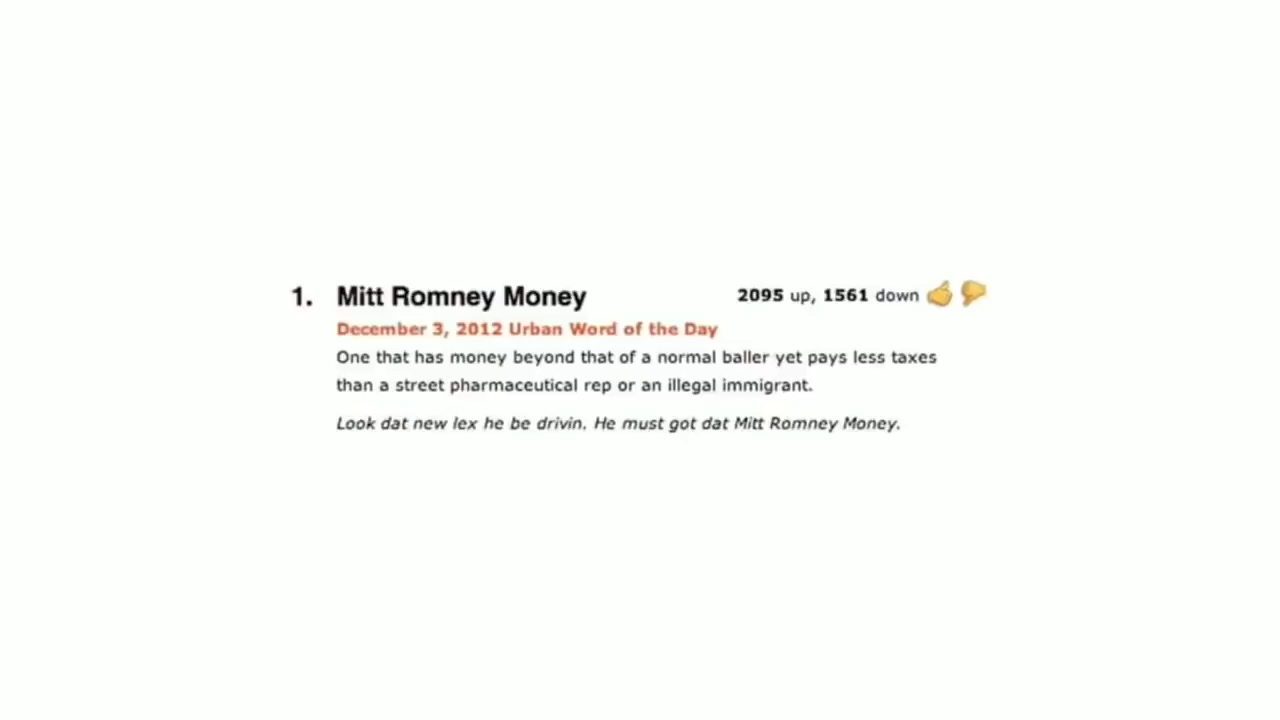 1. Mitt Romney Money 2095 up, 1561 down
December 3, 2012 Urban Word of the Day
One that has money beyond that of a normal baller yet pays less taxes
than a street pharmaceutical rep or an illegal immigrant.
Look dat new lex he be drivin. He must got dat Mitt Romney Money.